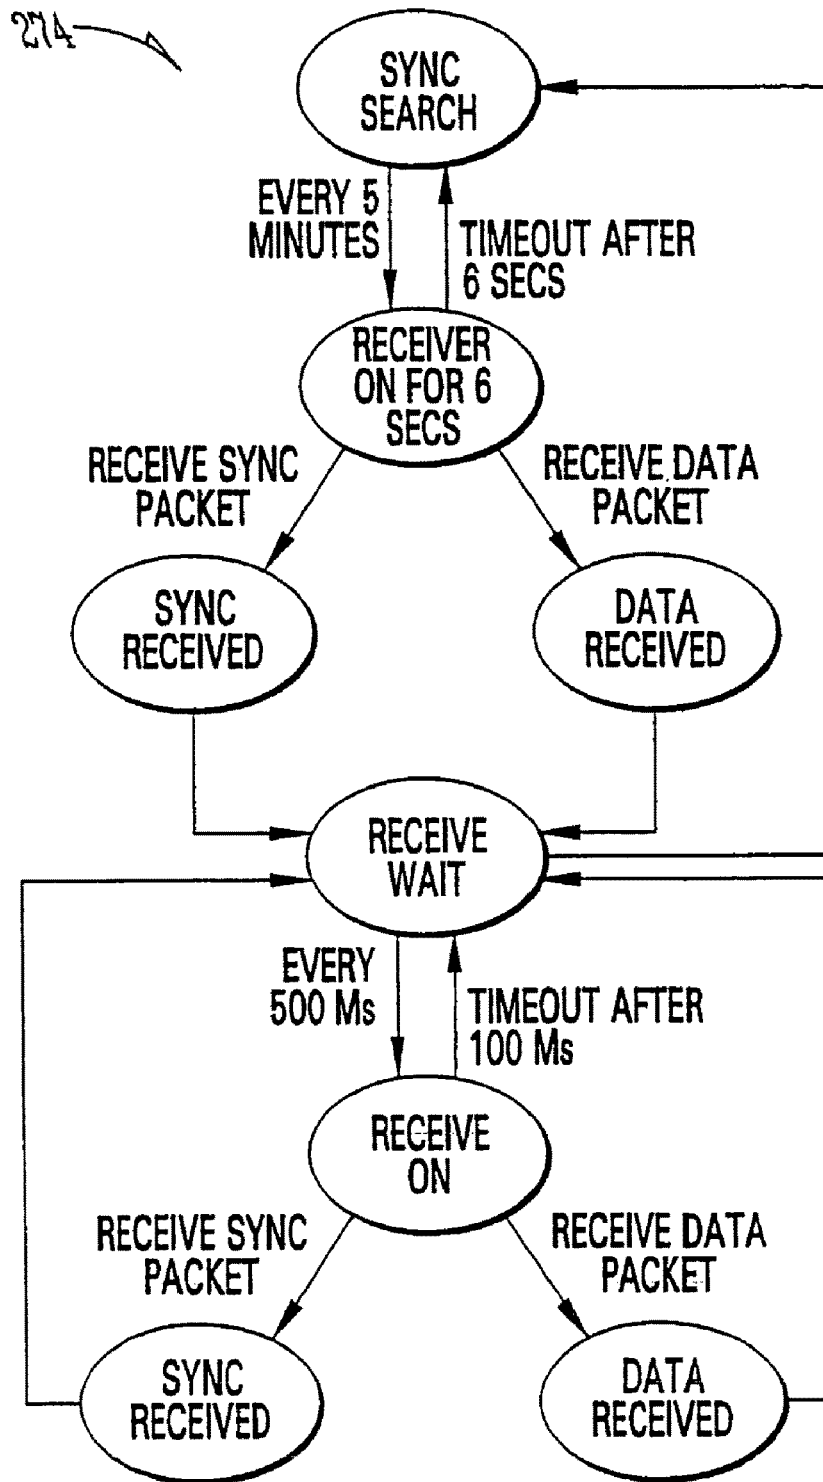 274
SYNC
SEARCH
EVERY 5
MINUTES
TIMEOUT AFTER
6 SECS
RECEIVER
ON FOR 6
SECS
RECEIVE SYNC
PACKET
RECEIVE DATA
PACKET
SYNC
RECEIVED
DATA
RECEIVED
RECEIVE
WAIT
EVERY
500 Ms
TIMEOUT AFTER
100 Ms
RECEIVE
ON
RECEIVE SYNC
PACKET
RECEIVE DATA
PACKET
SYNC
RECEIVED
DATA
RECEIVED